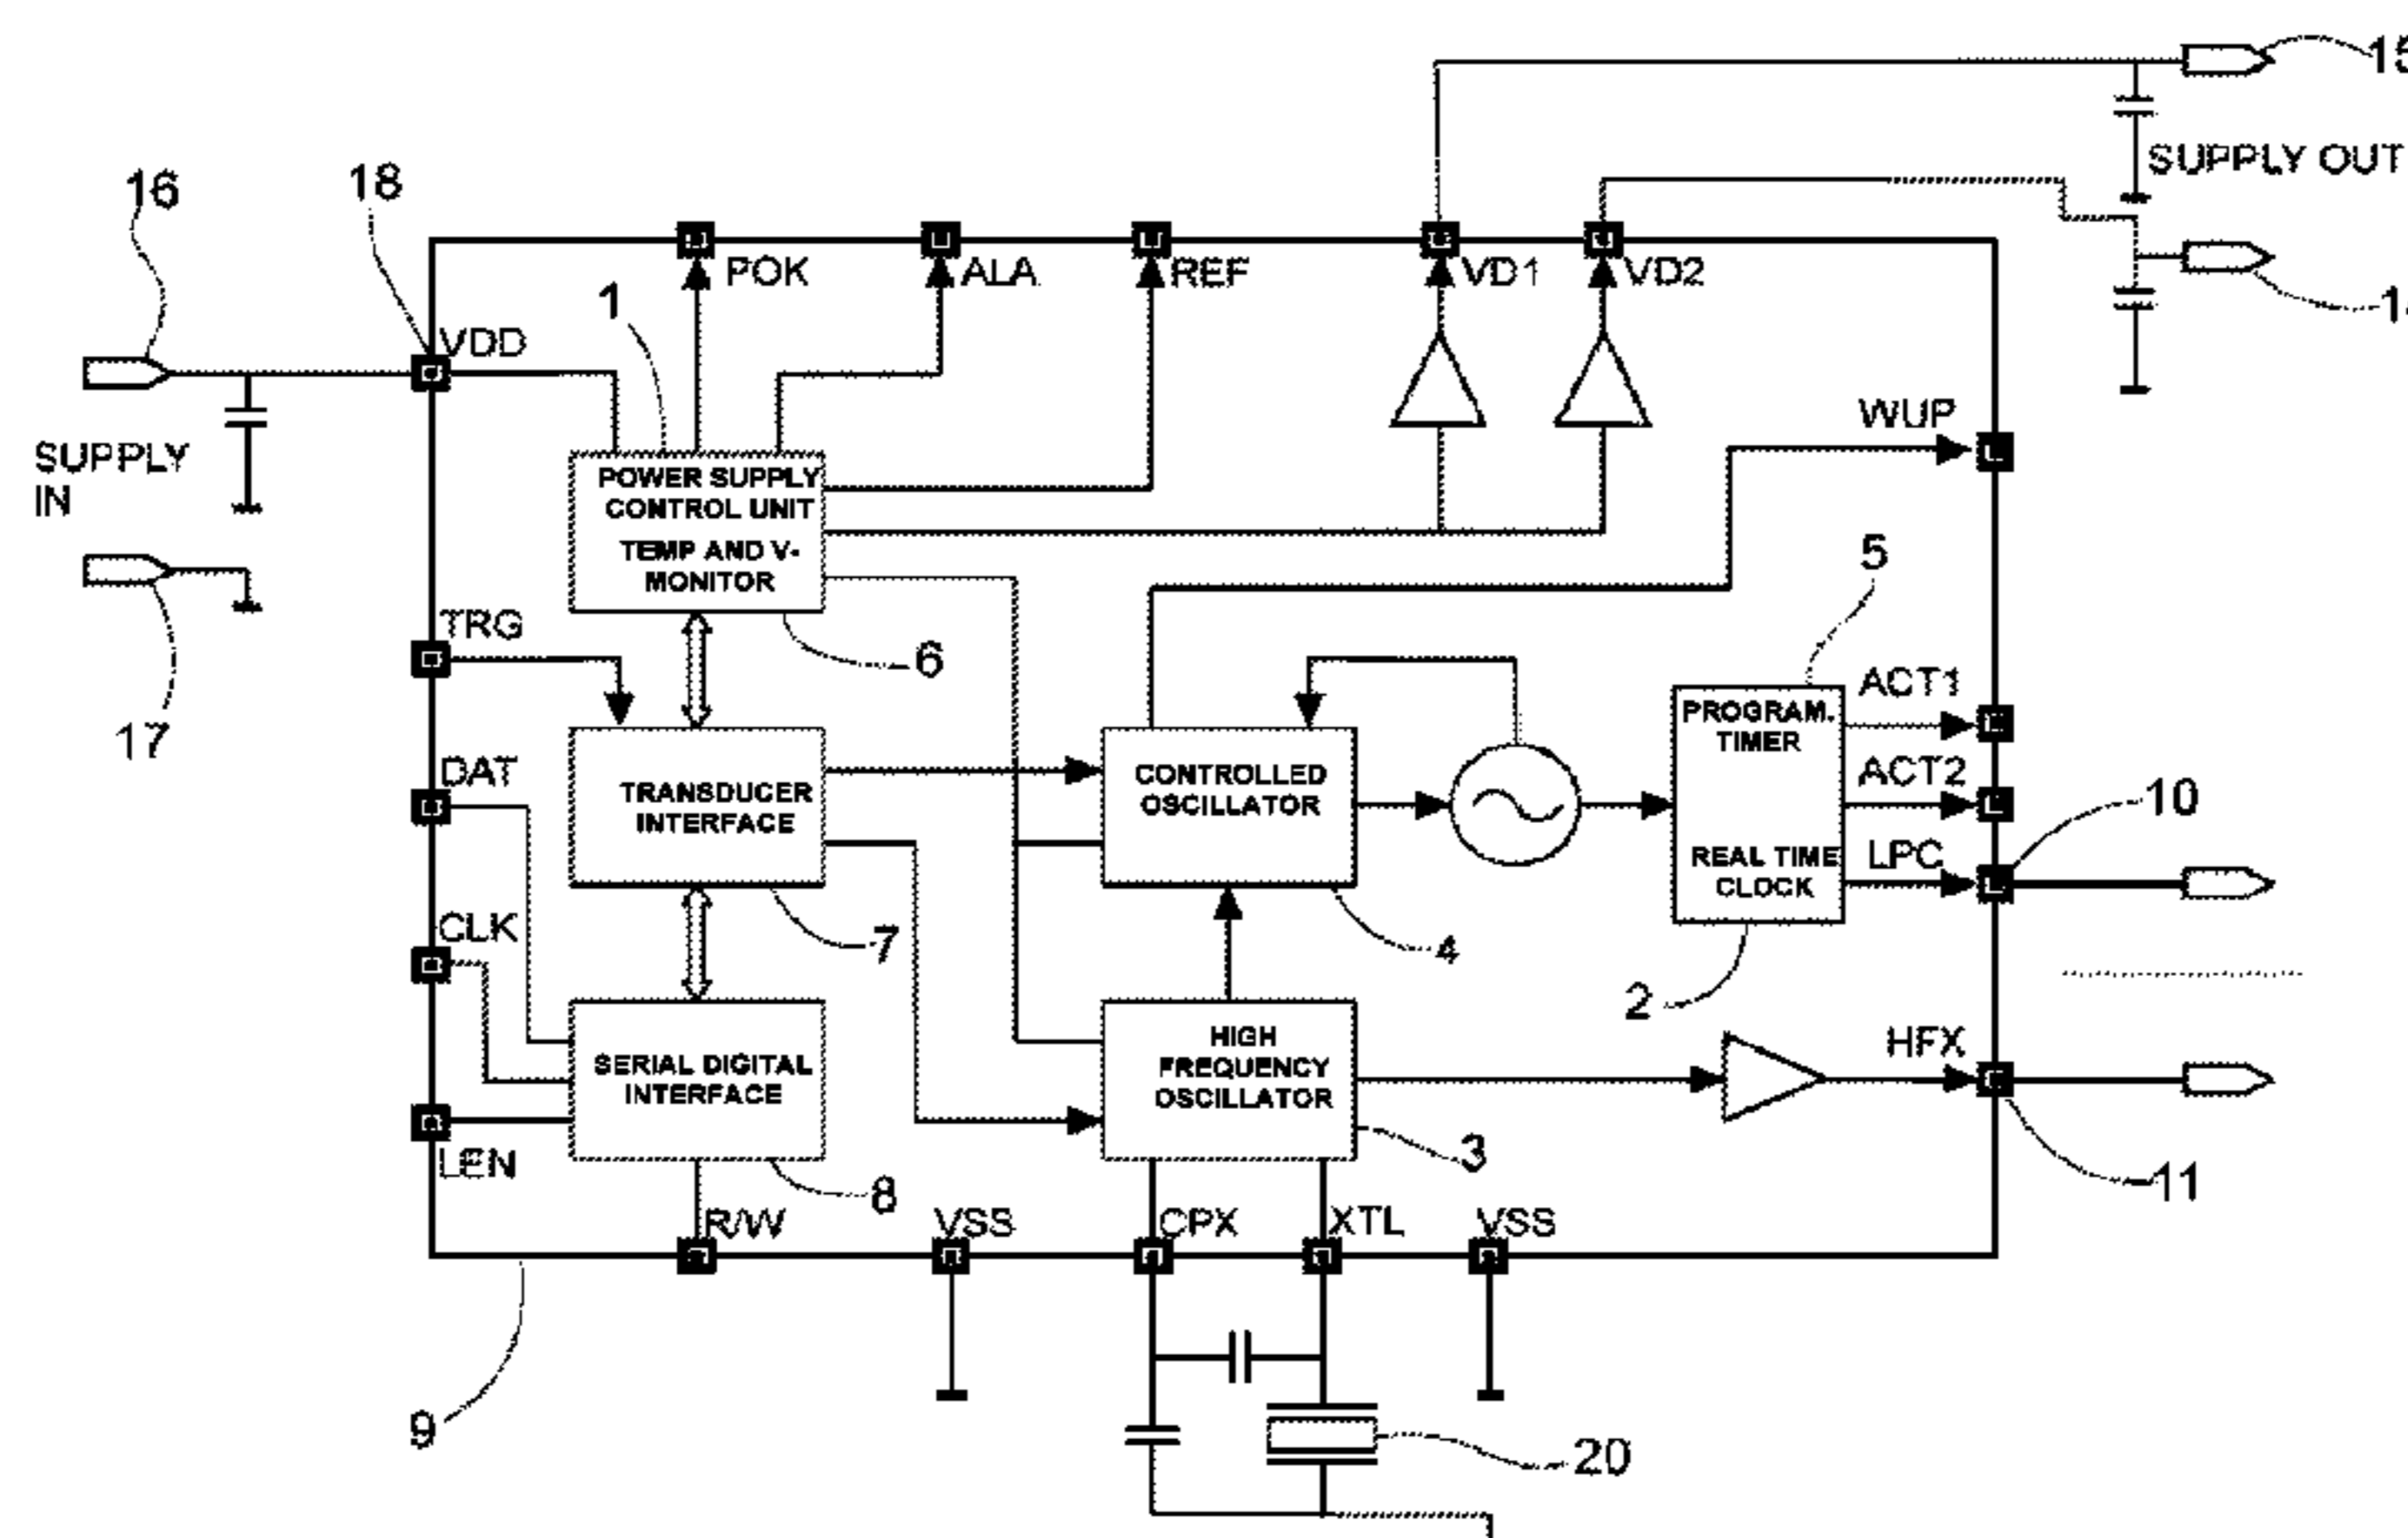 15
SUPPLY OUT
16
18
POK
ALA
REF
VD1
VD2
1
VDD
WUP
SUPPLY
IN
POWER SUPPLY
CONTROL UNIT
TEMP AND V-
MONITOR
5
TRG
6
17
ACT1
PROGRAM.
TIMER
DAT
TRANSDUCER
INTERFACE
CONTROLLED
OSCILLATOR
ACT2
10
REAL TIME
CLOCK
LPC
CLK
7
4
2
SERIAL DIGITAL
INTERFACE
HIGH
FREQUENCY
OSCILLATOR
HFX
LEN
3
8
11
R/W
VSS
CPX
XTL
VSS
9
20